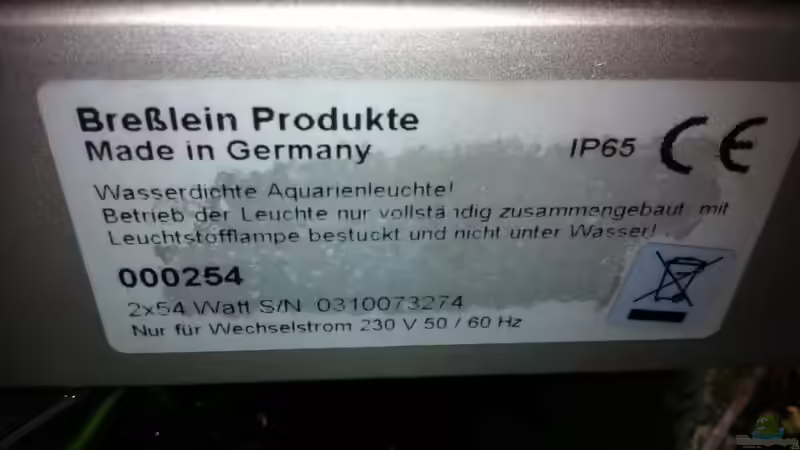 Breßlein Produkte
Made in Germany
IP65 CE
Wasserdichte Aquarienleuchte!
Betrieb der Leuchte nur vollständig zusammengebaut, mit
Leuchtstofflampe bestückt und nicht unter Wasser!
000254
2x54 Watt S/N 0310073274
Nur für Wechselstrom 230 V 50 / 60 Hz